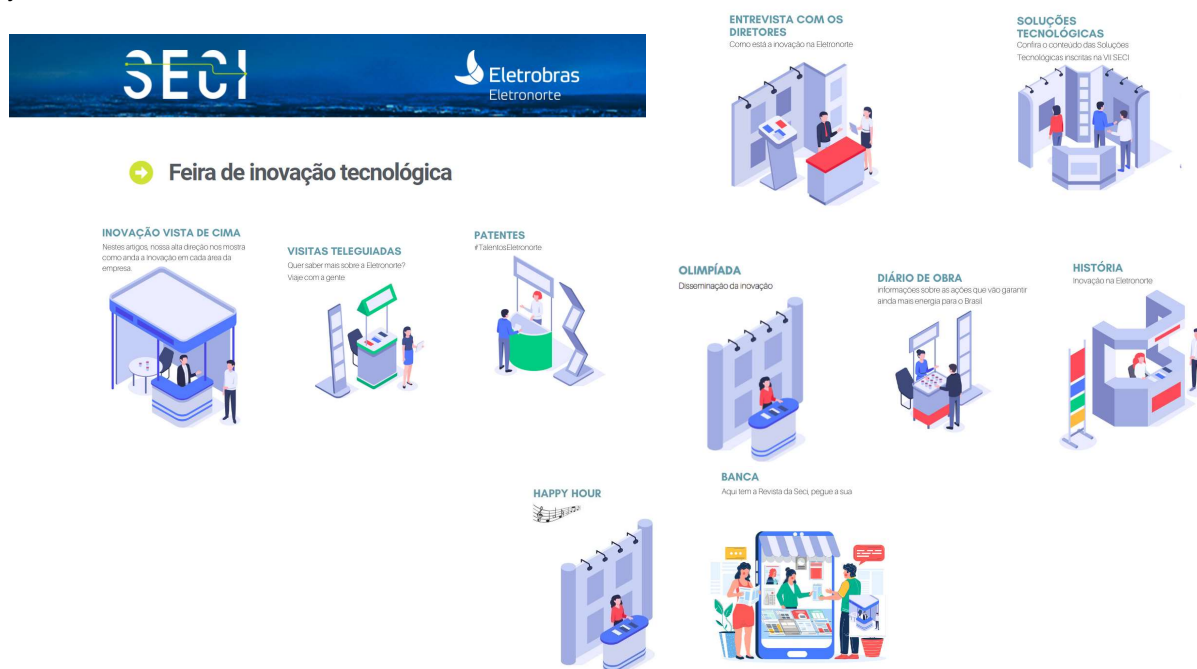 SECI
Eletrobras
Eletronorte
Feira de inovação tecnológica
ENTREVISTA COM OS
DIRETORES
Como está a inovação na Eletronorte
SOLUÇÕES
TECNOLÓGICAS
Confira o conteúdo das Soluções
Tecnológicas inscritas na VII SECI
INOVAÇÃO VISTA DE CIMA
Nestes artigos, nossa alta direção nos mostra
como anda a Inovação em cada área da
empresa.
VISITAS TELEGUIADAS
Quer saber mais sobre a Eletronorte?
Viaje com a gente
PATENTES
#TalentosEletronorte
OLIMPÍADA
Disseminação da inovação
DIÁRIO DE OBRA
informações sobre as ações que vão garantir
ainda mais energia para o Brasil
HISTÓRIA
Inovação na Eletronorte
HAPPY HOUR
BANCA
Aqui tem a Revista da Seci, pegue a sua